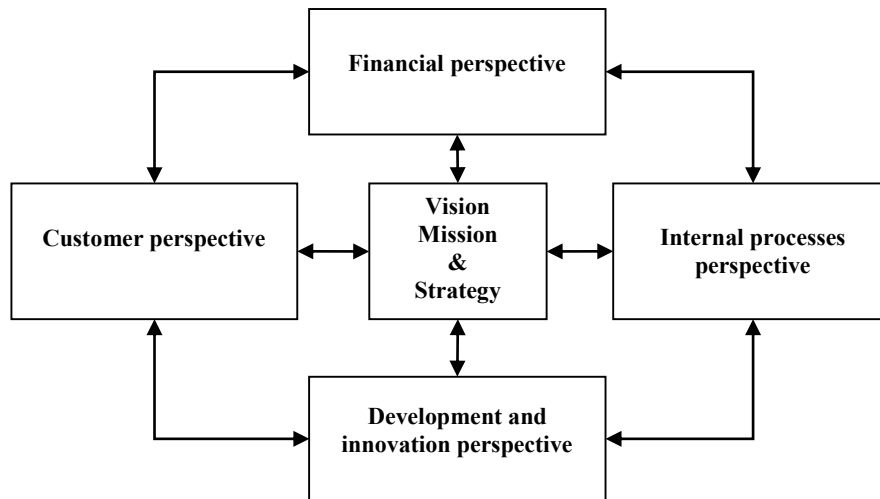 Financial perspective
Customer perspective
Vision
Mission
&
Strategy
Internal processes
perspective
Development and
innovation perspective